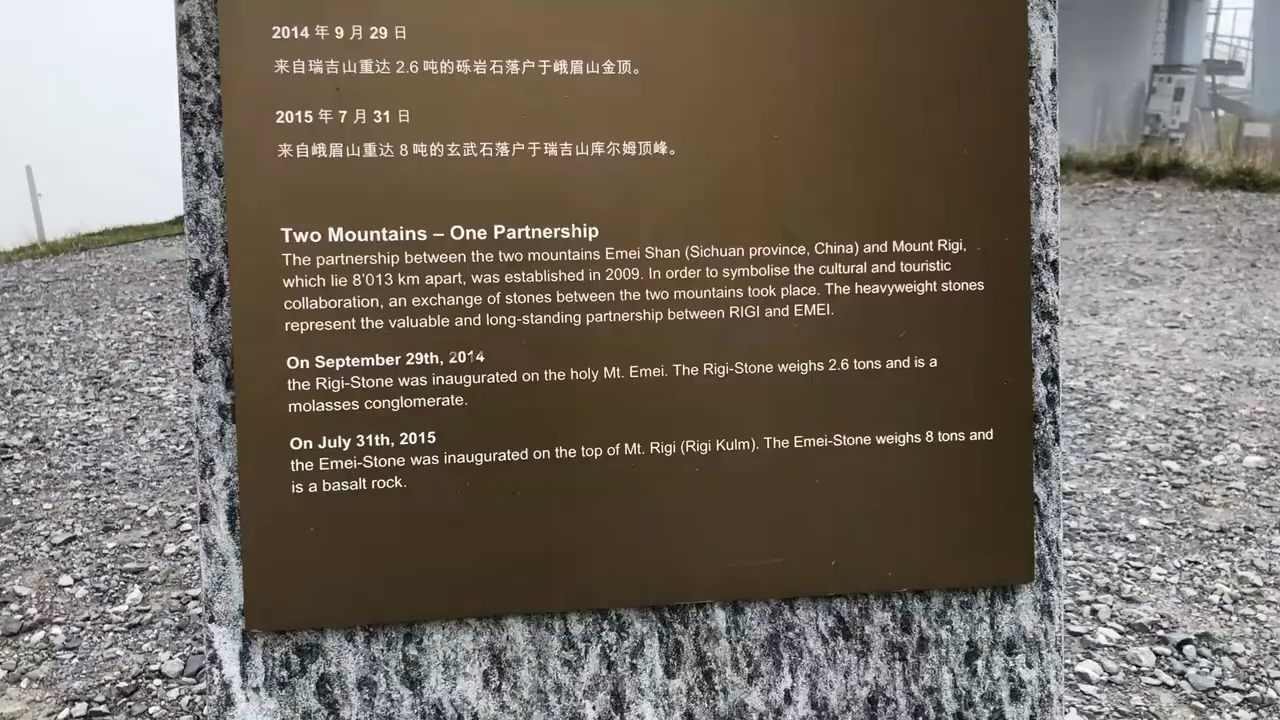 2014 年 9 月 29 日
来自瑞吉山重达 2.6 吨的砾岩石落户于峨眉山金顶。
2015 年 7 月 31 日
来自峨眉山重达 8 吨的玄武石落户于瑞吉山库尔姆顶峰。
Two Mountains – One Partnership
The partnership between the two mountains Emei Shan (Sichuan province, China) and Mount Rigi,
which lie 8'013 km apart, was established in 2009. In order to symbolise the cultural and touristic
collaboration, an exchange of stones between the two mountains took place. The heavyweight stones
represent the valuable and long-standing partnership between RIGI and EMEI.
On September 29th, 2014
the Rigi-Stone was inaugurated on the holy Mt. Emei. The Rigi-Stone weighs 2.6 tons and is a
molasses conglomerate.
On July 31th, 2015
the Emei-Stone was inaugurated on the top of Mt. Rigi (Rigi Kulm). The Emei-Stone weighs 8 tons and
is a basalt rock.